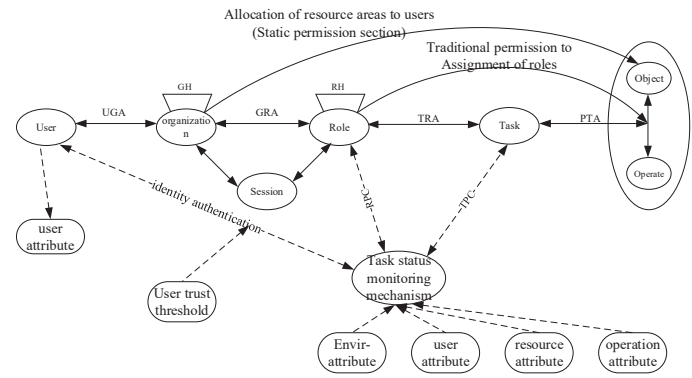 Allocation of resource areas to users
(Static permission section)
Traditional permission to
Assignment of roles
GH
RH
Object
User
UGA
organizatio
n
GRA
Role
TRA
Task
PTA
Session
Operate
identity authentication
RPC
TPC
user
attribute
Task status
monitoring
mechanism
User trust
threshold
Envir-
attribute
user
attribute
resource
attribute
operation
attribute